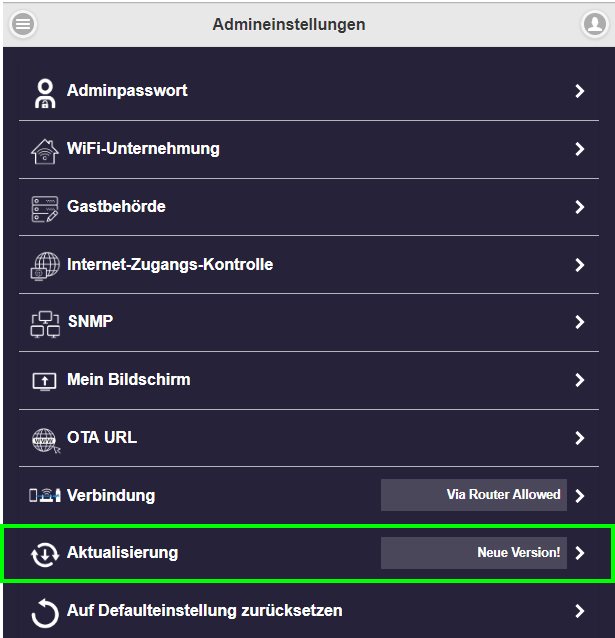 Admineinstellungen
Adminpasswort
WiFi-Unternehmung
Gastbehörde
Internet-Zugangs-Kontrolle
SNMP
Mein Bildschirm
OTA URL
Verbindung Via Router Allowed
Aktualisierung Neue Version!
Auf Defaulteinstellung zurücksetzen